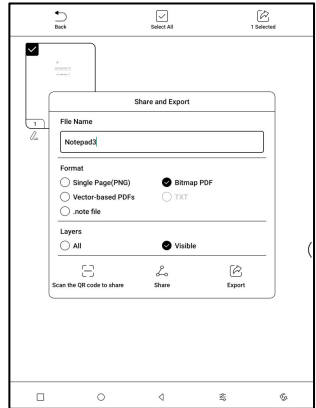 Back
Select All
1 Selected
1
Share and Export
File Name
Notepad3
Format
Single Page(PNG)
Bitmap PDF
Vector-based PDFs
TXT
.note file
Layers
All
Visible
Scan the QR code to share
Share
Export